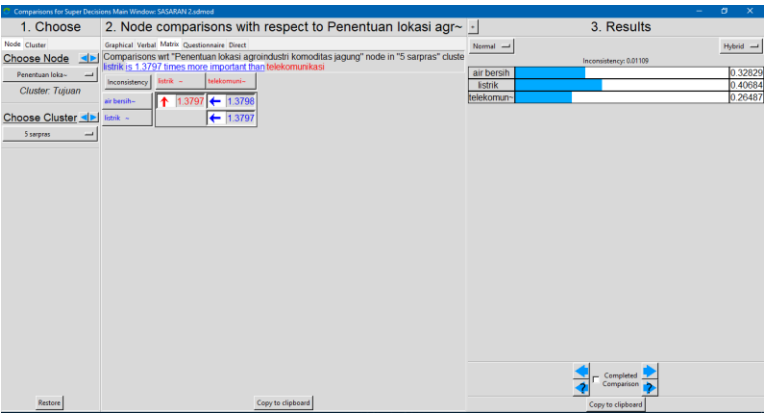 Comparisons for Super Decisions Main Window: SASARAN 2.sdmod
1. Choose
2. Node comparisons with respect to Penentuan lokasi agr~
+
3. Results
Node Cluster
Graphical Verbal Matrix Questionnaire Direct
Normal
Hybrid
Choose Node
Comparisons wrt "Penentuan lokasi agroindustri komoditas jagung" node in "5 sarpras" cluste
listrik is 1.3797 times more important than telekomunikasi
Inconsistency: 0.01109
Penentuan loka~
Inconsistency
listrik ~
telekomuni~
air bersih 0.32829
listrik 0.40684
telekomun~ 0.26487
Cluster: Tujuan
air bersih~ 1.3797 1.3798
Choose Cluster
listrik ~ 1.3797
5 sarpras
Completed
Comparison
?
?
Restore
Copy to clipboard
Copy to clipboard